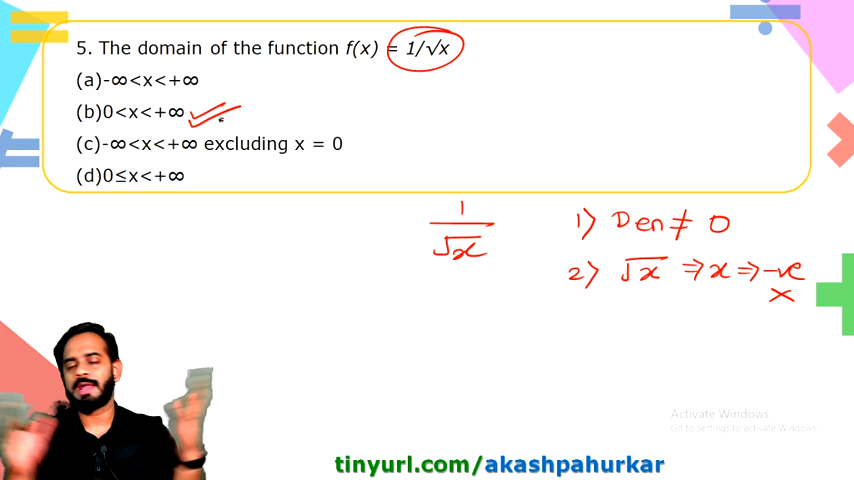 5. The domain of the function f(x) = 1/√x
(a)-∞<x<+∞
(b)0<x<+∞
(c)-∞<x<+∞ excluding x = 0
(d)0≤x<+∞
1/√x
1) Den ≠ 0
2) √x ⇒ x ⇒ -ve
×
Activate Windows
Go to Settings to activate Windows.
tinyurl.com/akashpahurkar